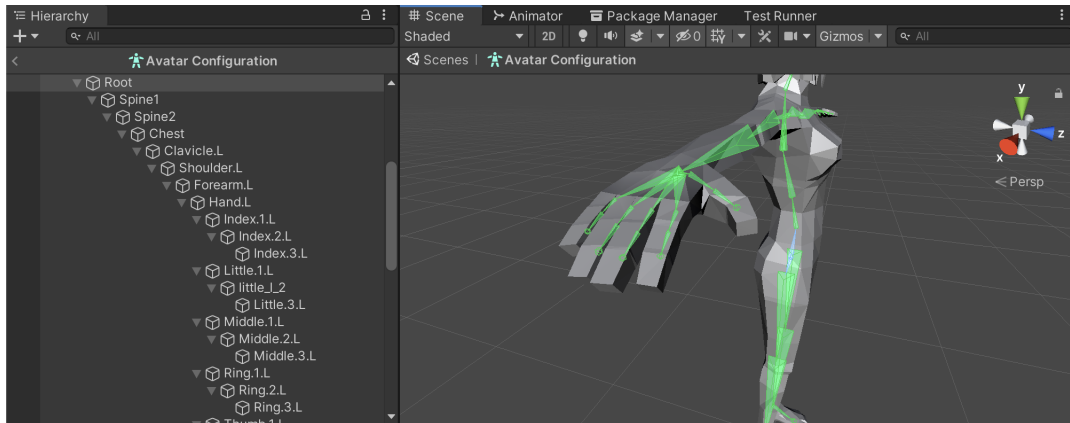 Hierarchy
All
Avatar Configuration
Root
Spine1
Spine2
Chest
Clavicle.L
Shoulder.L
Forearm.L
Hand.L
Index.1.L
Index.2.L
Index.3.L
Little.1.L
little_l_2
Little.3.L
Middle.1.L
Middle.2.L
Middle.3.L
Ring.1.L
Ring.2.L
Ring.3.L
Thumb.1.L
Scene Animator Package Manager Test Runner
Shaded 2D 0 Gizmos All
Scenes | Avatar Configuration
y
z
x
Persp